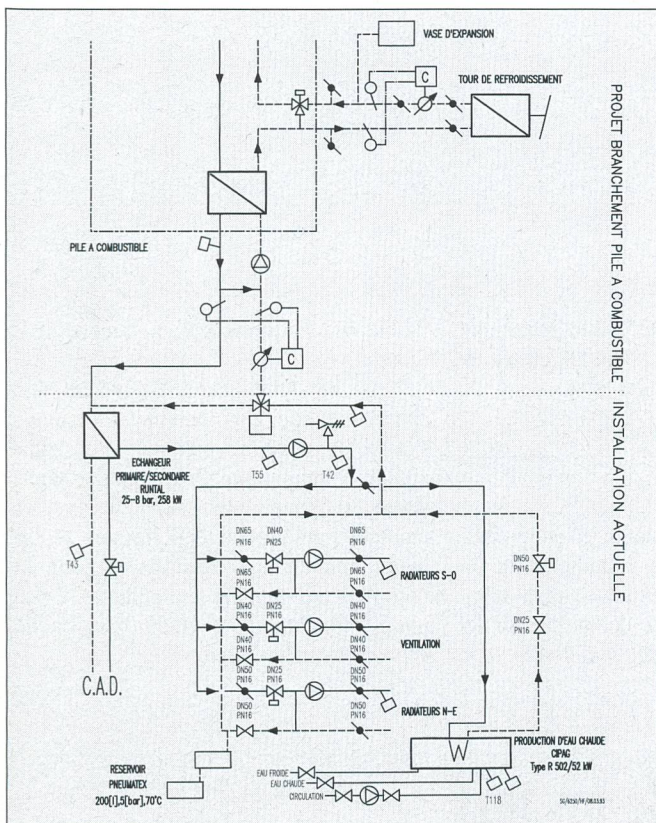 VASE D'EXPANSION
C
TOUR DE REFROIDISSEMENT
PROJET BRANCHEMENT PILE A COMBUSTIBLE
PILE A COMBUSTIBLE
C
INSTALLATION ACTUELLE
ECHANGEUR
PRIMAIRE/SECONDAIRE
RUNTAL
25-8 bar, 258 kW
T55
T42
T43
DN65 DN40 DN65
PN16 PN25 PN16
RADIATEURS S-O
DN65 DN65
PN16 PN16
DN40 DN25 DN40
PN16 PN16 PN16
VENTILATION
DN40 DN40
PN16 PN16
DN50 DN25 DN50
PN16 PN16 PN16
RADIATEURS N-E
DN50 DN50
PN16 PN16
DN50
PN16
DN25
PN16
C.A.D.
RESERVOIR
PNEUMATEX
200[l],5[bar],70°C
PRODUCTION D'EAU CHAUDE
CIPAG
Type R 502/52 kW
EAU FROIDE
EAU CHAUDE
CIRCULATION
T118